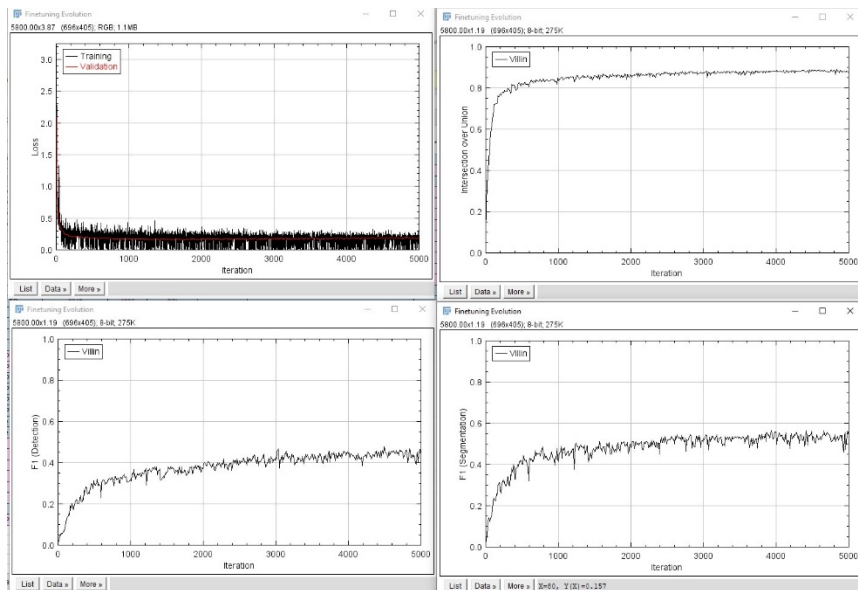 Finetuning Evolution
5800.00x3.87 (696x405); RGB; 1.1MB
Training
Validation
3.0
2.5
2.0
1.5
1.0
0.5
0.0
Loss
0 1000 2000 3000 4000 5000
Iteration
List Data » More »
Finetuning Evolution
5800.00x1.19 (696x405); 8-bit; 275K
Villin
1.0
0.8
0.6
0.4
0.2
0.0
Intersection over Union
0 1000 2000 3000 4000 5000
Iteration
List Data » More »
Finetuning Evolution
5800.00x1.19 (696x405); 8-bit; 275K
Villin
1.0
0.8
0.6
0.4
0.2
0.0
F1 (Detection)
0 1000 2000 3000 4000 5000
Iteration
List Data » More »
Finetuning Evolution
5800.00x1.19 (696x405); 8-bit; 275K
Villin
1.0
0.8
0.6
0.4
0.2
0.0
F1 (Segmentation)
0 1000 2000 3000 4000 5000
Iteration
List Data » More » X=60, Y(X)=0.157